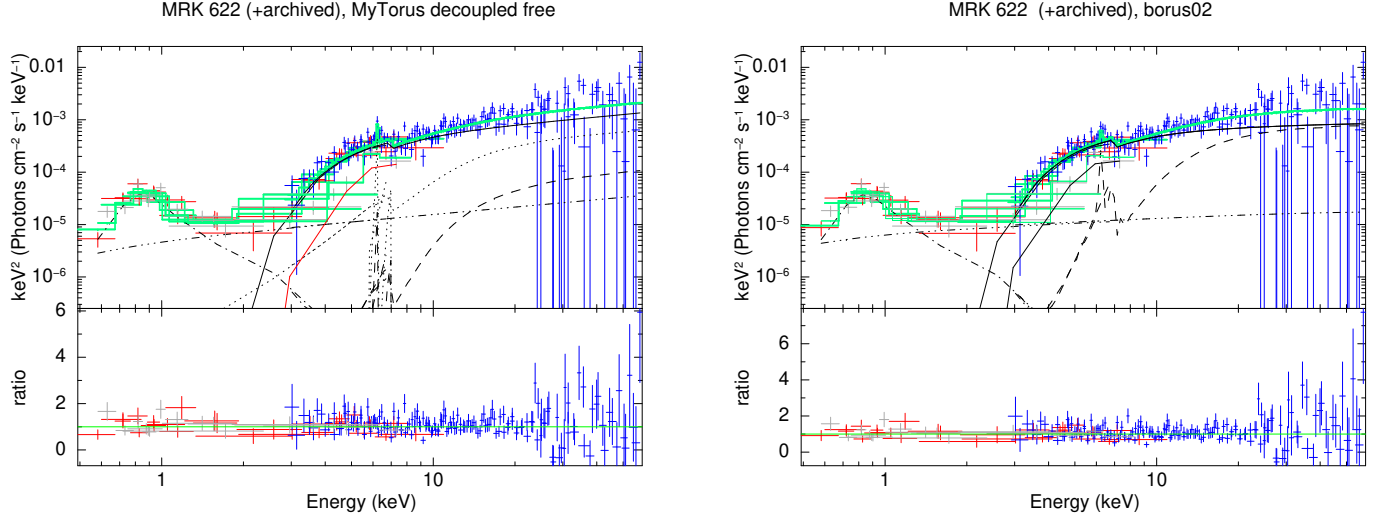 MRK 622 (+archived), MyTorus decoupled free
keV² (Photons cm⁻² s⁻¹ keV⁻¹)
0.01
10⁻³
10⁻⁴
10⁻⁵
10⁻⁶
ratio
6
4
2
0
1
10
Energy (keV)
MRK 622 (+archived), borus02
keV² (Photons cm⁻² s⁻¹ keV⁻¹)
0.01
10⁻³
10⁻⁴
10⁻⁵
10⁻⁶
ratio
6
4
2
0
1
10
Energy (keV)